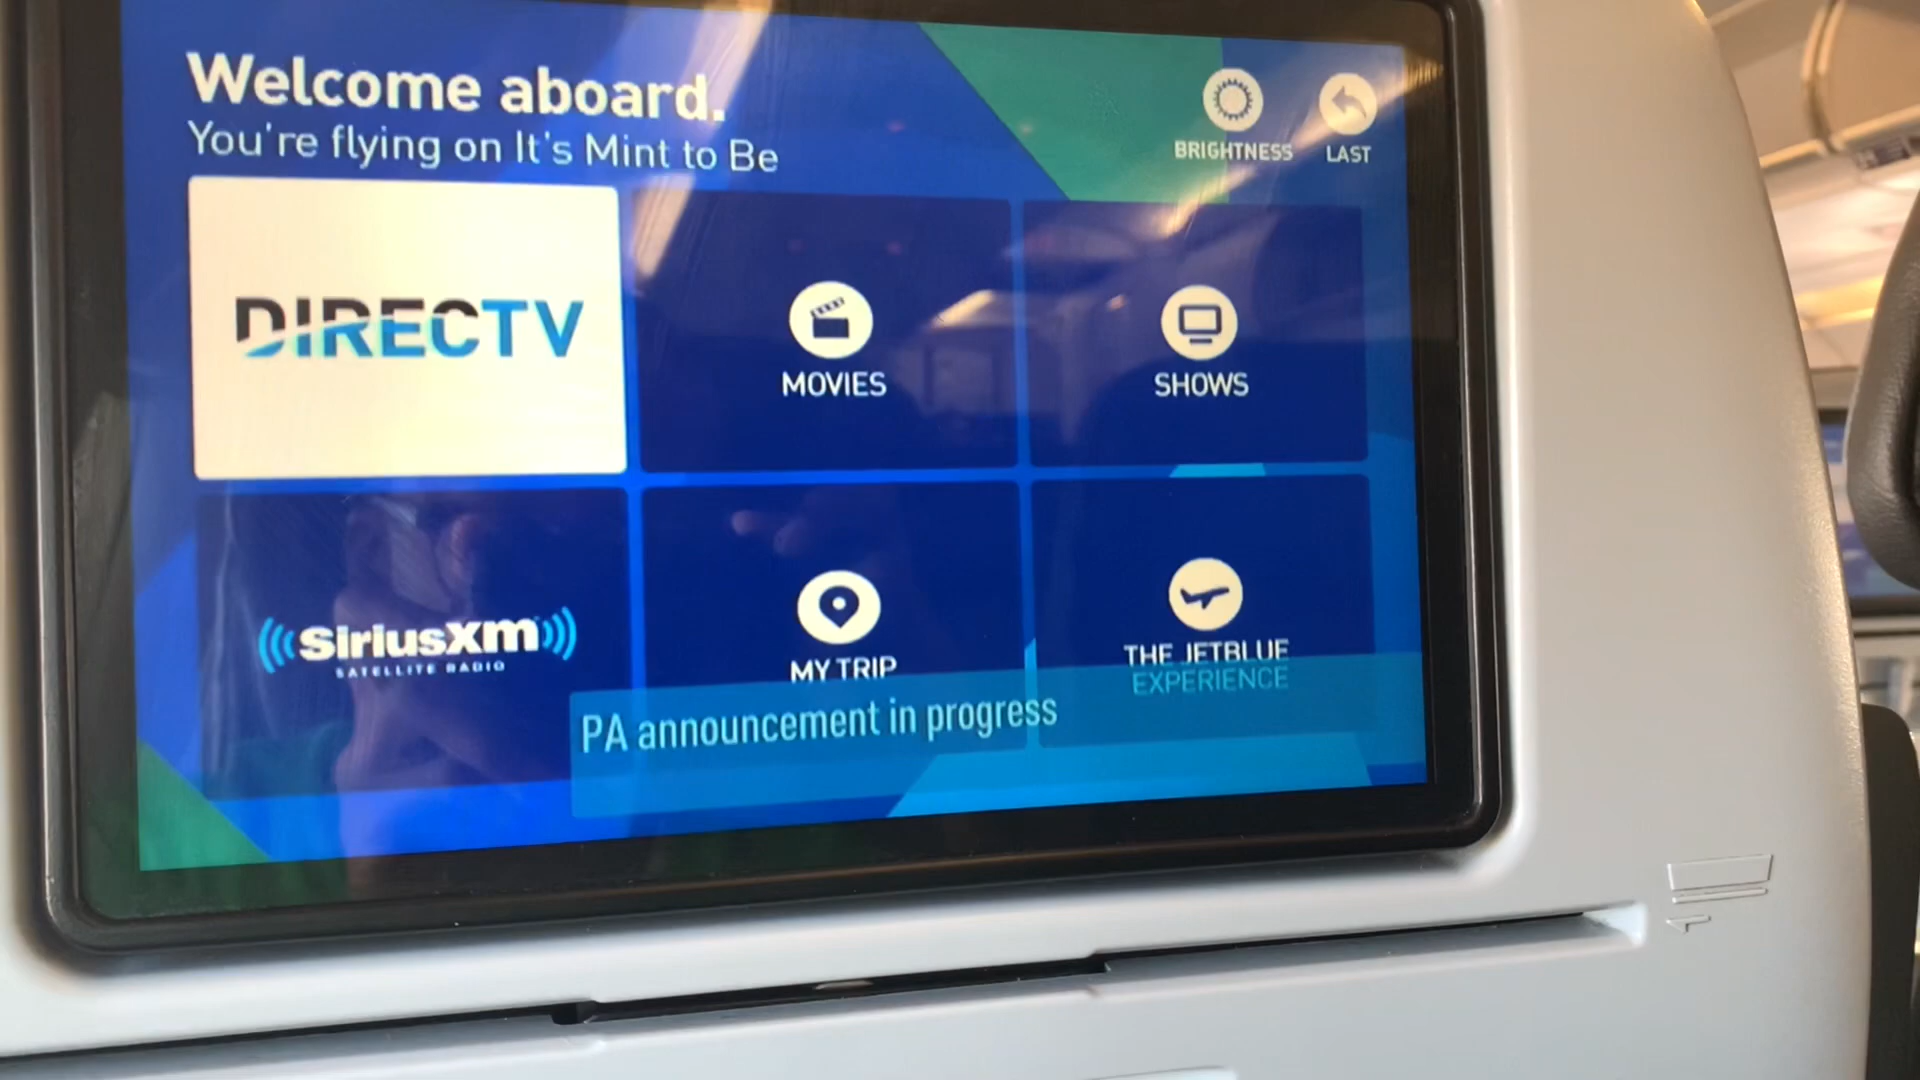 Welcome aboard.
You're flying on It's Mint to Be
BRIGHTNESS
LAST
DIRECTV
MOVIES
SHOWS
SiriusXM
SATELLITE RADIO
MY TRIP
THE JETBLUE
EXPERIENCE
PA announcement in progress